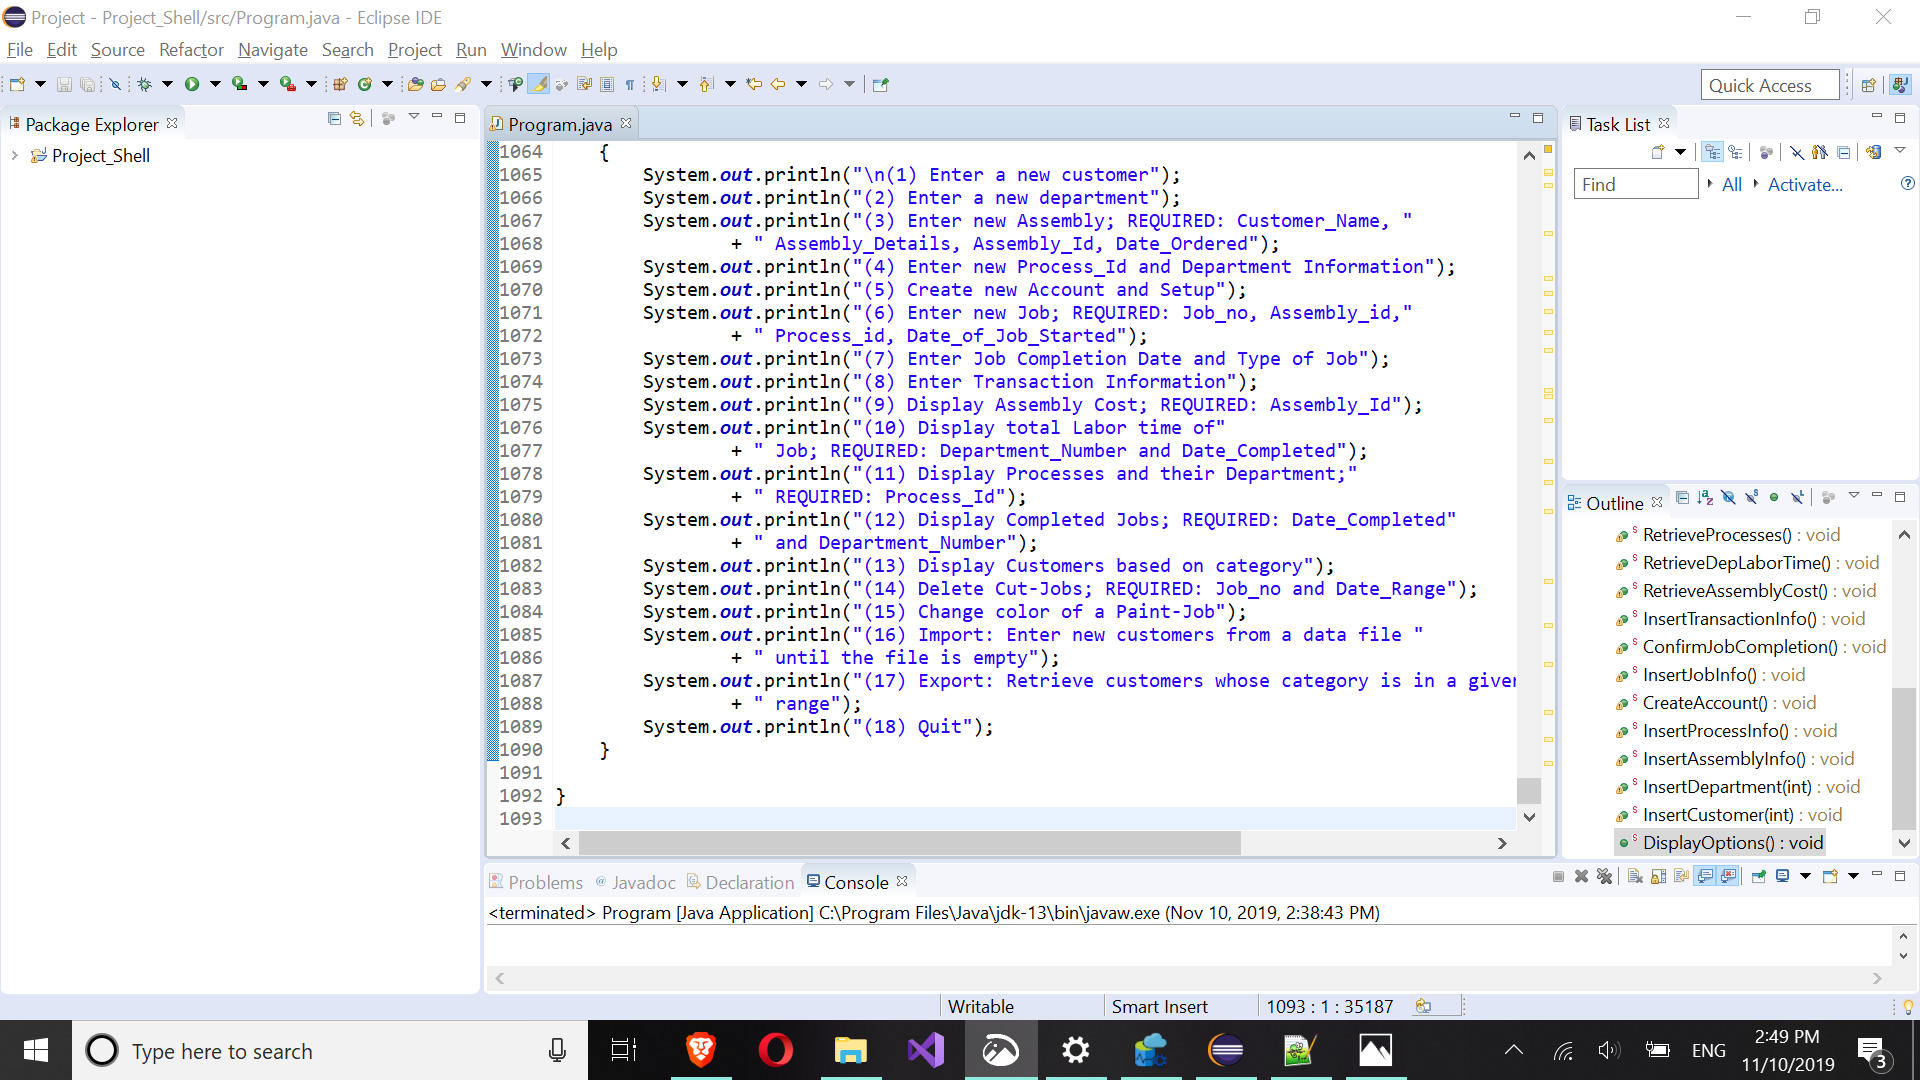 Project - Project_Shell/src/Program.java - Eclipse IDE
File Edit Source Refactor Navigate Search Project Run Window Help
Quick Access
Package Explorer
Project_Shell
Program.java
1064 {
1065 System.out.println("\n(1) Enter a new customer");
1066 System.out.println("(2) Enter a new department");
1067 System.out.println("(3) Enter new Assembly; REQUIRED: Customer_Name, "
1068 + " Assembly_Details, Assembly_Id, Date_Ordered");
1069 System.out.println("(4) Enter new Process_Id and Department Information");
1070 System.out.println("(5) Create new Account and Setup");
1071 System.out.println("(6) Enter new Job; REQUIRED: Job_no, Assembly_id,"
1072 + " Process_id, Date_of_Job_Started");
1073 System.out.println("(7) Enter Job Completion Date and Type of Job");
1074 System.out.println("(8) Enter Transaction Information");
1075 System.out.println("(9) Display Assembly Cost; REQUIRED: Assembly_Id");
1076 System.out.println("(10) Display total Labor time of"
1077 + " Job; REQUIRED: Department_Number and Date_Completed");
1078 System.out.println("(11) Display Processes and their Department;"
1079 + " REQUIRED: Process_Id");
1080 System.out.println("(12) Display Completed Jobs; REQUIRED: Date_Completed"
1081 + " and Department_Number");
1082 System.out.println("(13) Display Customers based on category");
1083 System.out.println("(14) Delete Cut-Jobs; REQUIRED: Job_no and Date_Range");
1084 System.out.println("(15) Change color of a Paint-Job");
1085 System.out.println("(16) Import: Enter new customers from a data file "
1086 + " until the file is empty");
1087 System.out.println("(17) Export: Retrieve customers whose category is in a given
1088 + " range");
1089 System.out.println("(18) Quit");
1090 }
1091
1092 }
1093
Task List
Find All Activate...
Outline
RetrieveProcesses() : void
RetrieveDepLaborTime() : void
RetrieveAssemblyCost() : void
InsertTransactionInfo() : void
ConfirmJobCompletion() : void
InsertJobInfo() : void
CreateAccount() : void
InsertProcessInfo() : void
InsertAssemblyInfo() : void
InsertDepartment(int) : void
InsertCustomer(int) : void
DisplayOptions() : void
Problems Javadoc Declaration Console
<terminated> Program [Java Application] C:\Program Files\Java\jdk-13\bin\javaw.exe (Nov 10, 2019, 2:38:43 PM)
Writable Smart Insert 1093 : 1 : 35187
Type here to search
ENG
2:49 PM
11/10/2019
3